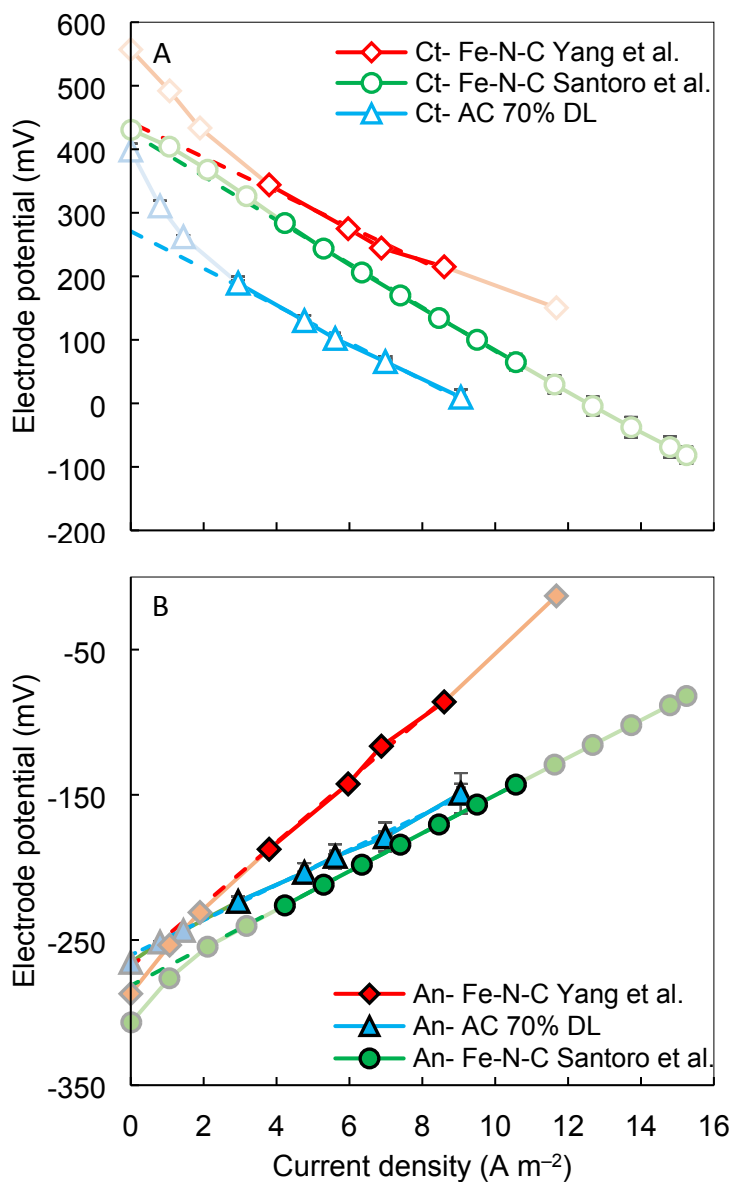 600
500
400
300
200
100
0
-100
-200
Electrode potential (mV)
A
Ct- Fe-N-C Yang et al.
Ct- Fe-N-C Santoro et al.
Ct- AC 70% DL
-50
-150
-250
-350
Electrode potential (mV)
B
An- Fe-N-C Yang et al.
An- AC 70% DL
An- Fe-N-C Santoro et al.
0 2 4 6 8 10 12 14 16
Current density (A m⁻²)